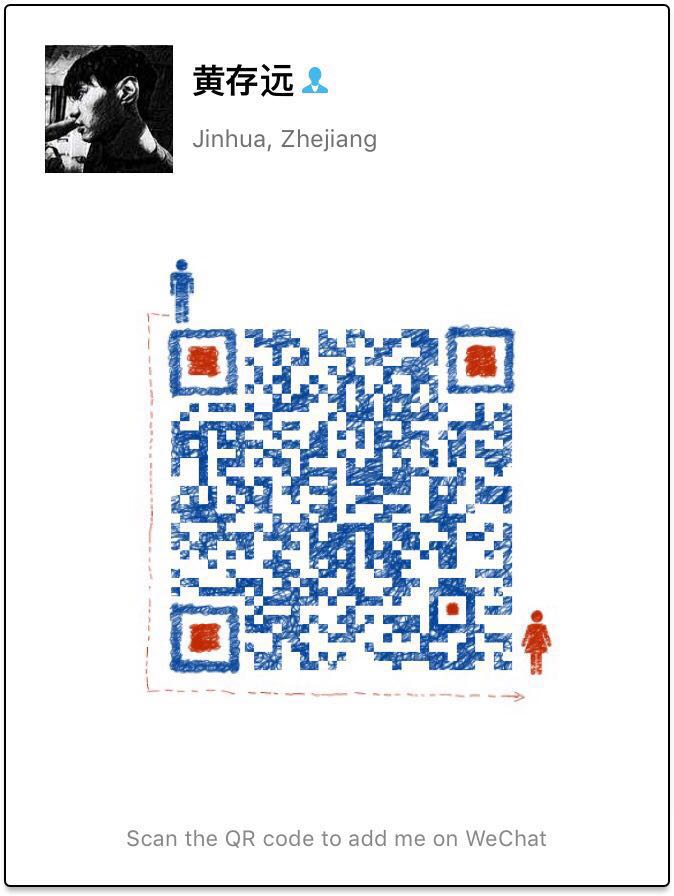 黄存远
Jinhua, Zhejiang
Scan the QR code to add me on WeChat